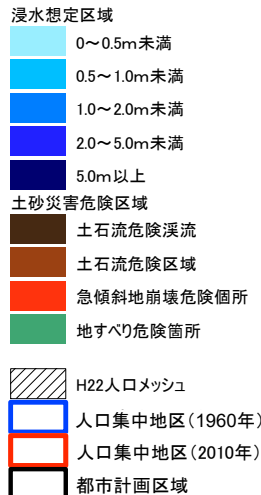 浸水想定区域
0～0.5m未満
0.5～1.0m未満
1.0～2.0m未満
2.0～5.0m未満
5.0m以上
土砂災害危険区域
土石流危険渓流
土石流危険区域
急傾斜地崩壊危険個所
地すべり危険箇所
H22人口メッシュ
人口集中地区(1960年)
人口集中地区(2010年)
都市計画区域